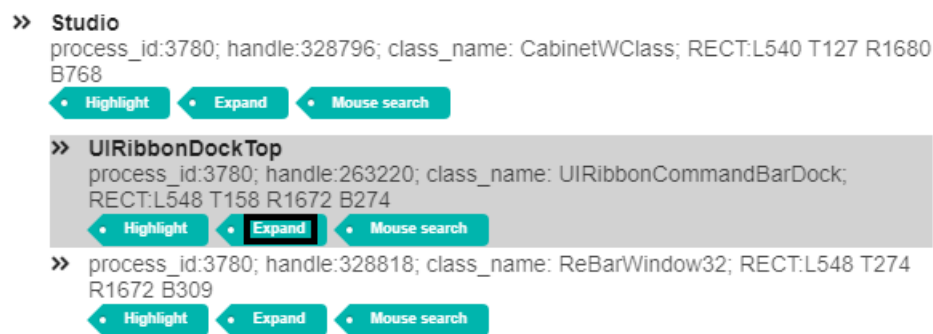 Studio
process_id:3780; handle:328796; class_name: CabinetWClass; RECT:L540 T127 R1680
B768
Highlight Expand Mouse search
UIRibbonDockTop
process_id:3780; handle:263220; class_name: UIRibbonCommandBarDock;
RECT:L548 T158 R1672 B274
Highlight Expand Mouse search
process_id:3780; handle:328818; class_name: ReBarWindow32; RECT:L548 T274
R1672 B309
Highlight Expand Mouse search